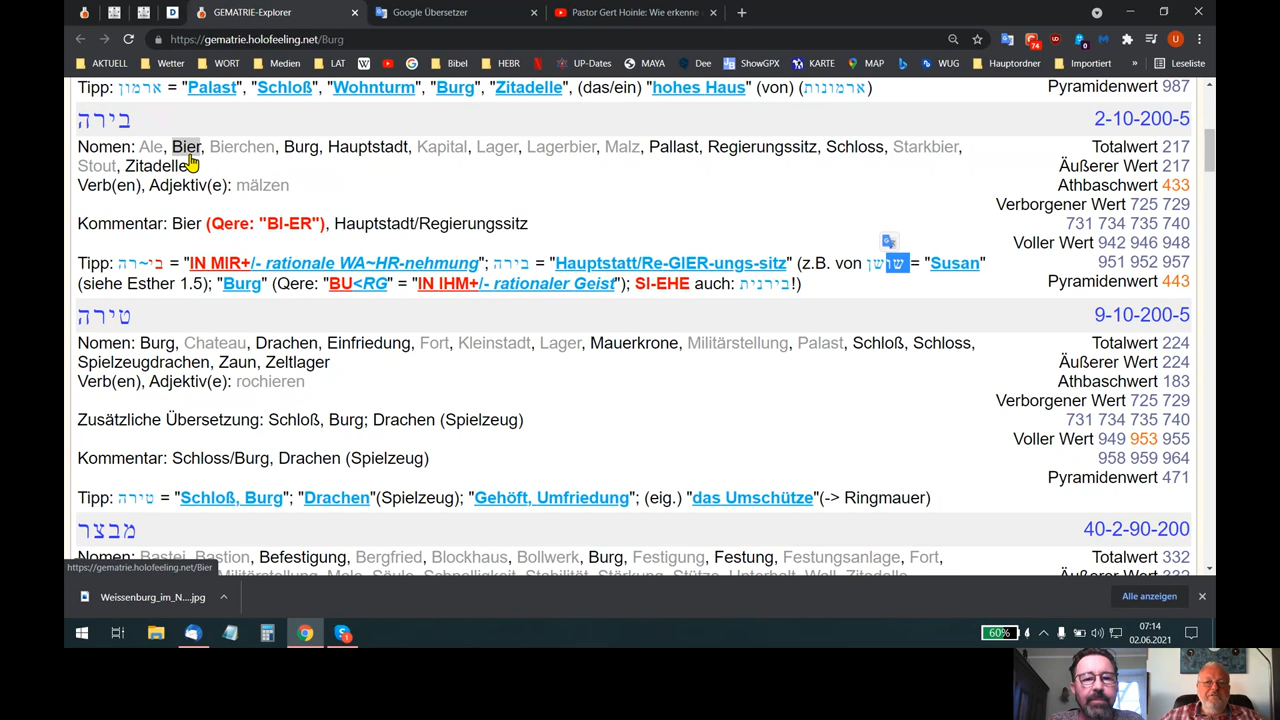 GEMATRIE-Explorer
Google Übersetzer
Pastor Gert Hoinle: Wie erkenne
https://gematrie.holofeeling.net/Burg
74
0
U
AKTUELL Wetter WORT Medien LAT Bibel HEBR UP-Dates MAYA Dee ShowGPX KARTE MAP WUG Hauptordner Importiert » Leseliste
Tipp: ארמון = "Palast", "Schloß", "Wohnturm", "Burg", "Zitadelle", (das/ein) "hohes Haus" (von) (ארמונות)
Pyramidenwert 987
בירה
2-10-200-5
Nomen: Ale, Bier, Bierchen, Burg, Hauptstadt, Kapital, Lager, Lagerbier, Malz, Pallast, Regierungssitz, Schloss, Starkbier,
Stout, Zitadelle
Verb(en), Adjektiv(e): mälzen
Kommentar: Bier (Qere: "BI-ER"), Hauptstadt/Regierungssitz
Tipp: בי~רה = "IN MIR+/- rationale WA~HR-nehmung"; בירה = "Hauptstatt/Re-GIER-ungs-sitz" (z.B. von שושן = "Susan"
(siehe Esther 1.5); "Burg" (Qere: "BU<RG" = "IN IHM+/- rationaler Geist"); SI-EHE auch: בירנית!)
Totalwert 217
Äußerer Wert 217
Athbaschwert 433
Verborgener Wert 725 729
731 734 735 740
Voller Wert 942 946 948
951 952 957
Pyramidenwert 443
טירה
9-10-200-5
Nomen: Burg, Chateau, Drachen, Einfriedung, Fort, Kleinstadt, Lager, Mauerkrone, Militärstellung, Palast, Schloß, Schloss,
Spielzeugdrachen, Zaun, Zeltlager
Verb(en), Adjektiv(e): rochieren
Zusätzliche Übersetzung: Schloß, Burg; Drachen (Spielzeug)
Kommentar: Schloss/Burg, Drachen (Spielzeug)
Tipp: טירה = "Schloß, Burg"; "Drachen"(Spielzeug); "Gehöft, Umfriedung"; (eig.) "das Umschütze"(-> Ringmauer)
Totalwert 224
Äußerer Wert 224
Athbaschwert 183
Verborgener Wert 725 729
731 734 735 740
Voller Wert 949 953 955
958 959 964
Pyramidenwert 471
מבצר
40-2-90-200
Nomen: Bastei, Bastion, Befestigung, Bergfried, Blockhaus, Bollwerk, Burg, Festigung, Festung, Festungsanlage, Fort,
Totalwert 332
https://gematrie.holofeeling.net/Bier
Weissenburg_im_N....jpg
Alle anzeigen
60%
07:14
02.06.2021